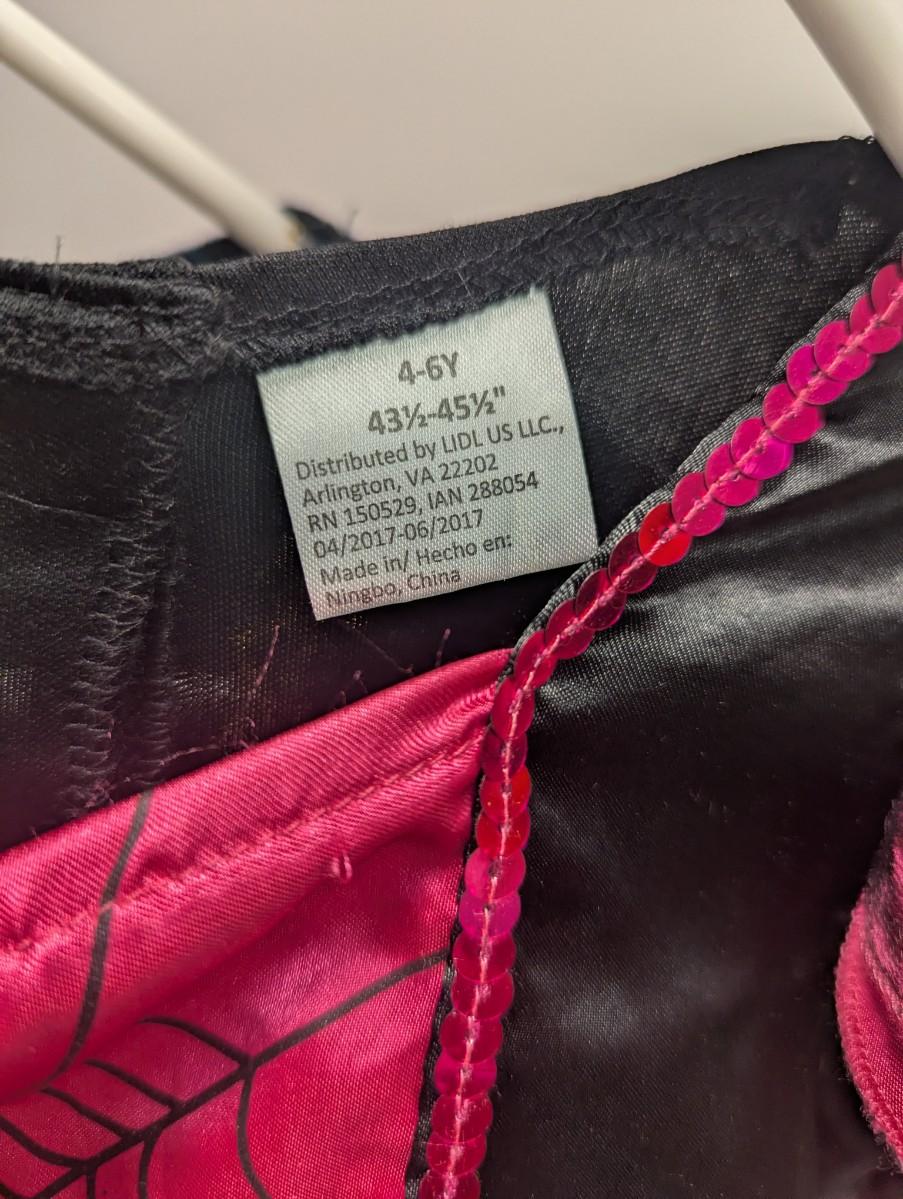 4-6Y
43½-45½"
Distributed by LIDL US LLC.,
Arlington, VA 22202
RN 150529, IAN 288054
04/2017-06/2017
Made in/ Hecho en:
Ningbo, China